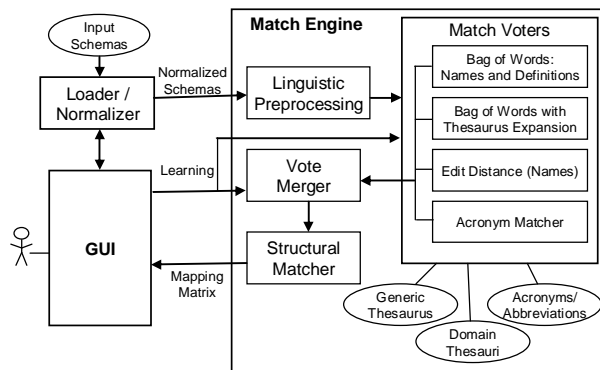 Input
Schemas
Loader /
Normalizer
Normalized
Schemas
Learning
GUI
Mapping
Matrix
Match Engine
Linguistic
Preprocessing
Vote
Merger
Structural
Matcher
Match Voters
Bag of Words:
Names and Definitions
Bag of Words with
Thesaurus Expansion
Edit Distance (Names)
Acronym Matcher
Generic
Thesaurus
Domain
Thesauri
Acronyms/
Abbreviations